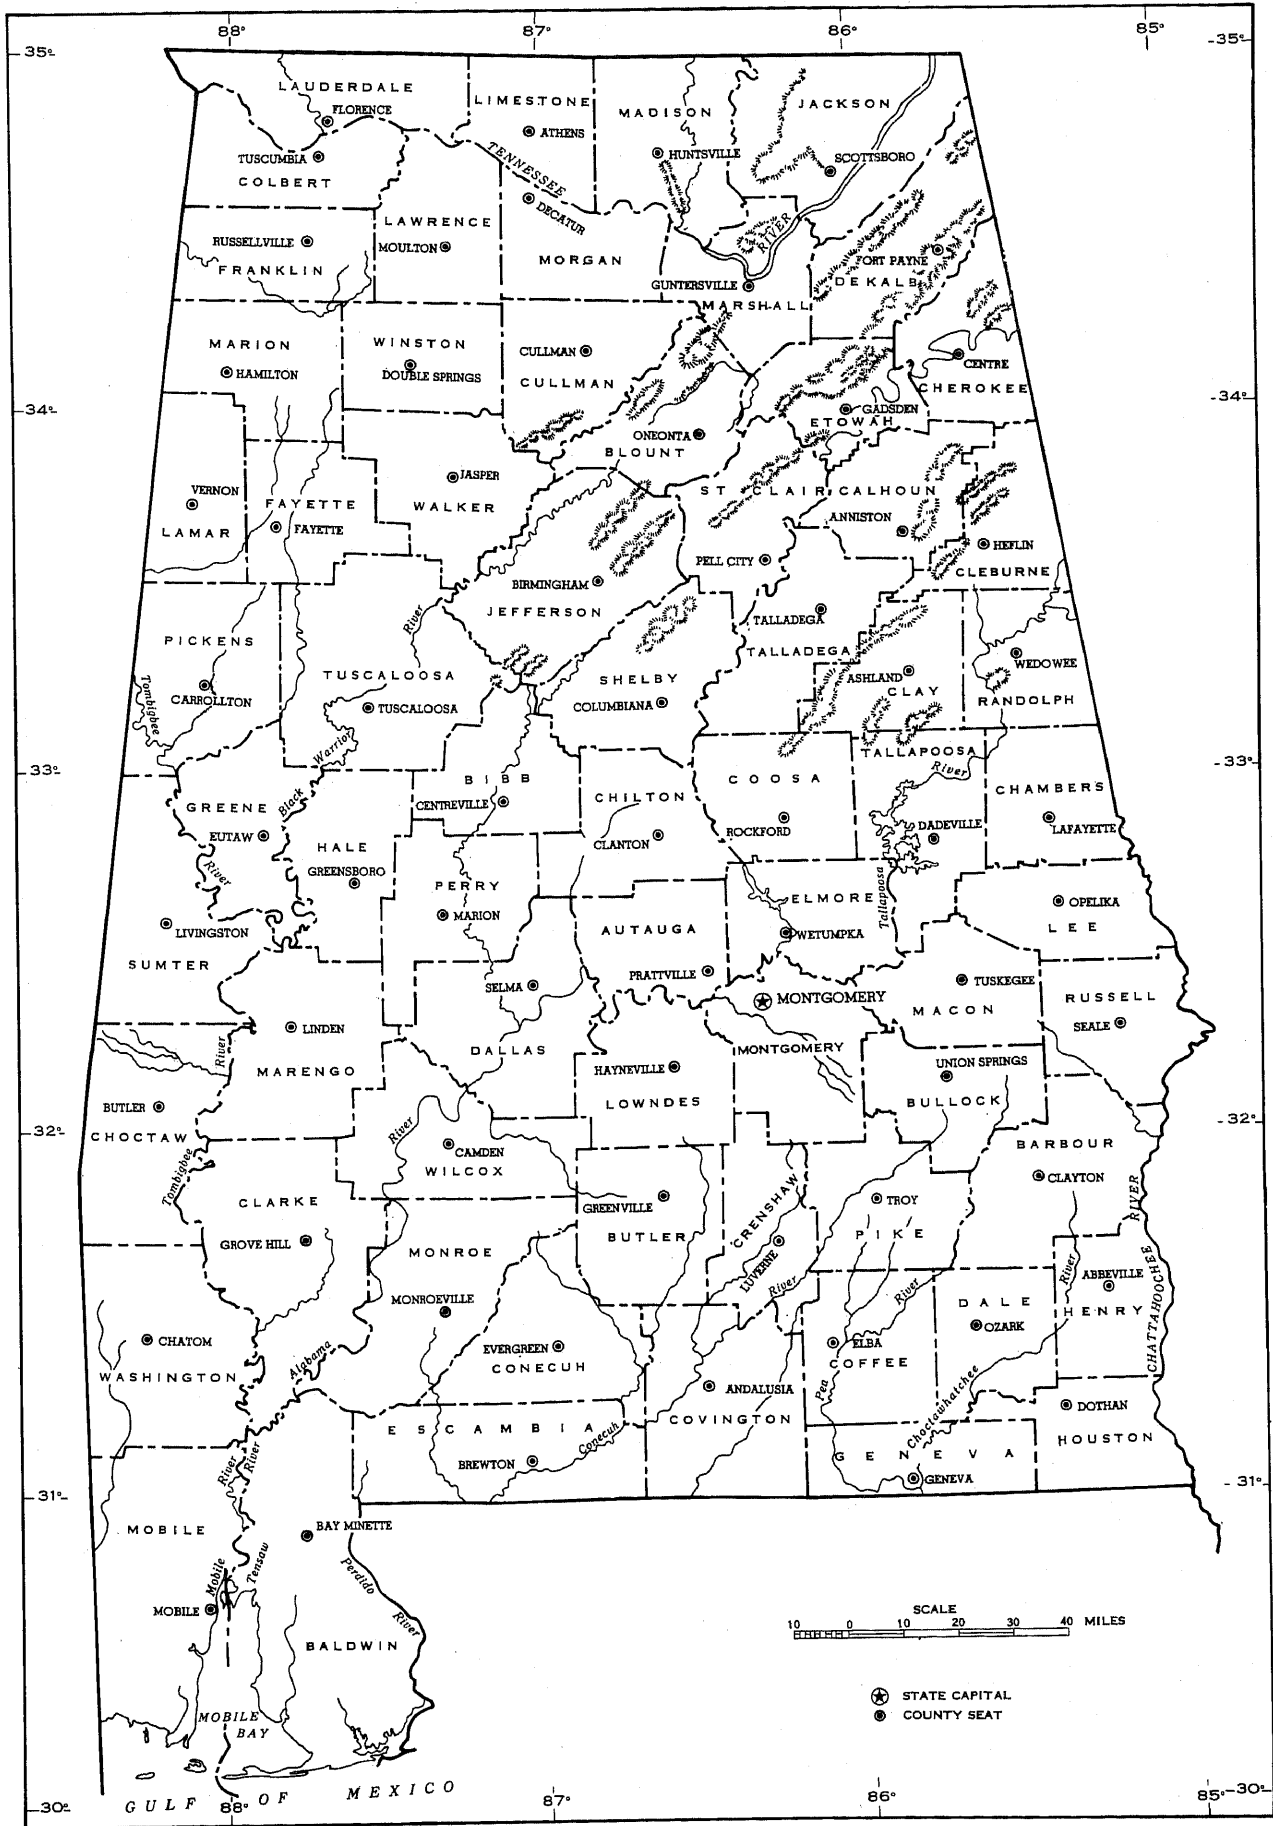 88° 87° 86° 85°
35° 35°
LAUDERDALE
FLORENCE
LIMESTONE
ATHENS
MADISON
HUNTSVILLE
JACKSON
SCOTTSBORO
TUSCUMBIA
COLBERT
TENNESSEE
RIVER
DECATUR
LAWRENCE
MOULTON
RUSSELLVILLE
FRANKLIN
MORGAN
GUNTERSVILLE
MARSHALL
FORT PAYNE
DEKALB
MARION
HAMILTON
WINSTON
DOUBLE SPRINGS
CULLMAN
CULLMAN
CENTRE
CHEROKEE
34° 34°
GADSDEN
ETOWAH
ONEONTA
BLOUNT
VERNON
LAMAR
FAYETTE
FAYETTE
JASPER
WALKER
ST CLAIR
CALHOUN
ANNISTON
PELL CITY
HEFLIN
CLEBURNE
BIRMINGHAM
JEFFERSON
River
TALLADEGA
TALLADEGA
PICKENS
CARROLLTON
Tombigbee
TUSCALOOSA
TUSCALOOSA
SHELBY
COLUMBIANA
ASHLAND
CLAY
WEDOWEE
RANDOLPH
Warrior
Black
33° 33°
TALLAPOOSA
River
GREENE
EUTAW
River
BIBB
CENTREVILLE
CHILTON
CLANTON
COOSA
ROCKFORD
DADEVILLE
CHAMBERS
LAFAYETTE
HALE
GREENSBORO
PERRY
MARION
ELMORE
WETUMPKA
Tallapoosa
OPELIKA
LEE
LIVINGSTON
SUMTER
AUTAUGA
PRATTVILLE
SELMA
MONTGOMERY
TUSKEGEE
MACON
RUSSELL
SEALE
LINDEN
MARENGO
River
DALLAS
MONTGOMERY
HAYNEVILLE
LOWNDES
UNION SPRINGS
BULLOCK
BUTLER
CHOCTAW
Tombigbee
32° 32°
River
CAMDEN
WILCOX
BARBOUR
CLAYTON
RIVER
CLARKE
GROVE HILL
GREENVILLE
BUTLER
CRENSHAW
LUVERNE
River
TROY
PIKE
River
MONROE
MONROEVILLE
River
ABBEVILLE
HENRY
CHATTAHOOCHEE
DALE
OZARK
CHATOM
WASHINGTON
Alabama
EVERGREEN
CONECUH
ELBA
COFFEE
Pea
ANDALUSIA
COVINGTON
Choctawhatchee
DOTHAN
HOUSTON
ESCAMBIA
Conecuh
BREWTON
GENEVA
GENEVA
31° 31°
River
River
MOBILE
BAY MINETTE
Mobile
Tensaw
Perdido
River
MOBILE
BALDWIN
SCALE
10 0 10 20 30 40 MILES
STATE CAPITAL
COUNTY SEAT
MOBILE
BAY
GULF OF MEXICO
30° 30°
88° 87° 86° 85°